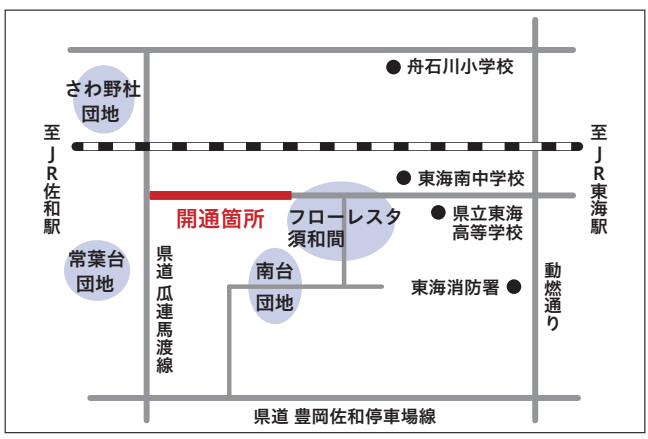 舟石川小学校
さわ野杜
団地
至 JR佐和駅
至 JR東海駅
東海南中学校
開通箇所
フローレスタ
須和間
県立東海
高等学校
常葉台
団地
県道 瓜連馬渡線
南台
団地
東海消防署
動燃通り
県道 豊岡佐和停車場線